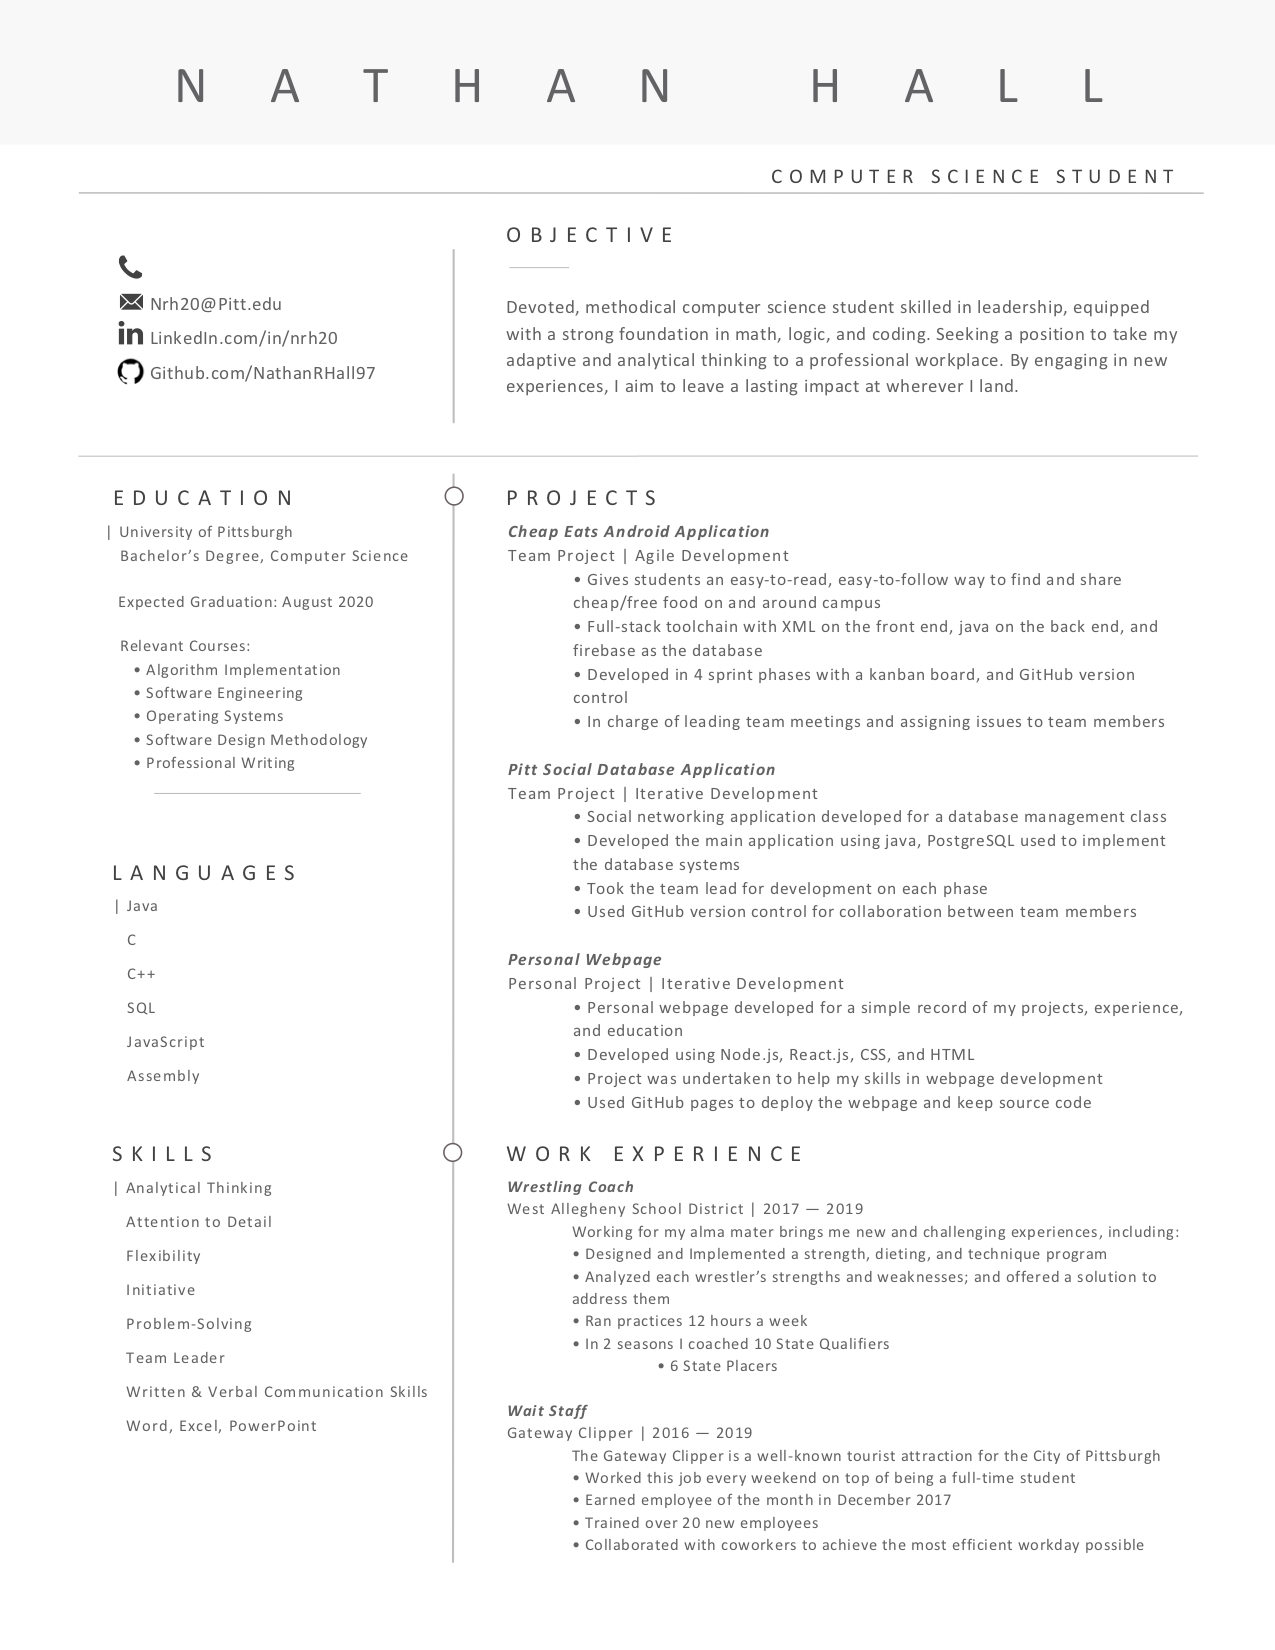 NATHAN HALL
COMPUTER SCIENCE STUDENT
Nrh20@Pitt.edu
LinkedIn.com/in/nrh20
Github.com/NathanRHall97
OBJECTIVE
Devoted, methodical computer science student skilled in leadership, equipped
with a strong foundation in math, logic, and coding. Seeking a position to take my
adaptive and analytical thinking to a professional workplace. By engaging in new
experiences, I aim to leave a lasting impact at wherever I land.
EDUCATION
| University of Pittsburgh
Bachelor’s Degree, Computer Science
Expected Graduation: August 2020
Relevant Courses:
• Algorithm Implementation
• Software Engineering
• Operating Systems
• Software Design Methodology
• Professional Writing
LANGUAGES
| Java
C
C++
SQL
JavaScript
Assembly
SKILLS
| Analytical Thinking
Attention to Detail
Flexibility
Initiative
Problem-Solving
Team Leader
Written & Verbal Communication Skills
Word, Excel, PowerPoint
PROJECTS
Cheap Eats Android Application
Team Project | Agile Development
• Gives students an easy-to-read, easy-to-follow way to find and share
cheap/free food on and around campus
• Full-stack toolchain with XML on the front end, java on the back end, and
firebase as the database
• Developed in 4 sprint phases with a kanban board, and GitHub version
control
• In charge of leading team meetings and assigning issues to team members
Pitt Social Database Application
Team Project | Iterative Development
• Social networking application developed for a database management class
• Developed the main application using java, PostgreSQL used to implement
the database systems
• Took the team lead for development on each phase
• Used GitHub version control for collaboration between team members
Personal Webpage
Personal Project | Iterative Development
• Personal webpage developed for a simple record of my projects, experience,
and education
• Developed using Node.js, React.js, CSS, and HTML
• Project was undertaken to help my skills in webpage development
• Used GitHub pages to deploy the webpage and keep source code
WORK EXPERIENCE
Wrestling Coach
West Allegheny School District | 2017 — 2019
Working for my alma mater brings me new and challenging experiences, including:
• Designed and Implemented a strength, dieting, and technique program
• Analyzed each wrestler’s strengths and weaknesses; and offered a solution to
address them
• Ran practices 12 hours a week
• In 2 seasons I coached 10 State Qualifiers
• 6 State Placers
Wait Staff
Gateway Clipper | 2016 — 2019
The Gateway Clipper is a well-known tourist attraction for the City of Pittsburgh
• Worked this job every weekend on top of being a full-time student
• Earned employee of the month in December 2017
• Trained over 20 new employees
• Collaborated with coworkers to achieve the most efficient workday possible